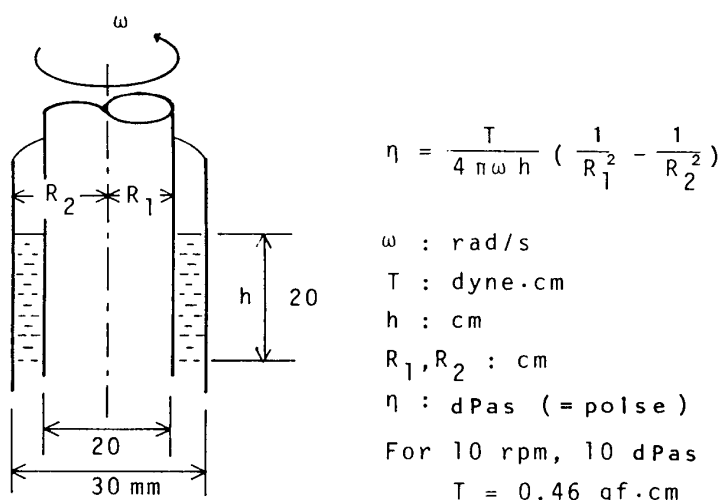 ω
η = T / 4 π ω h ( 1 / R₁² - 1 / R₂² )
R₂ R₁
ω : rad/s
T : dyne·cm
h 20
h : cm
R₁,R₂ : cm
η : dPas (=poise)
20
For 10 rpm, 10 dPas
30 mm
T = 0.46 gf·cm